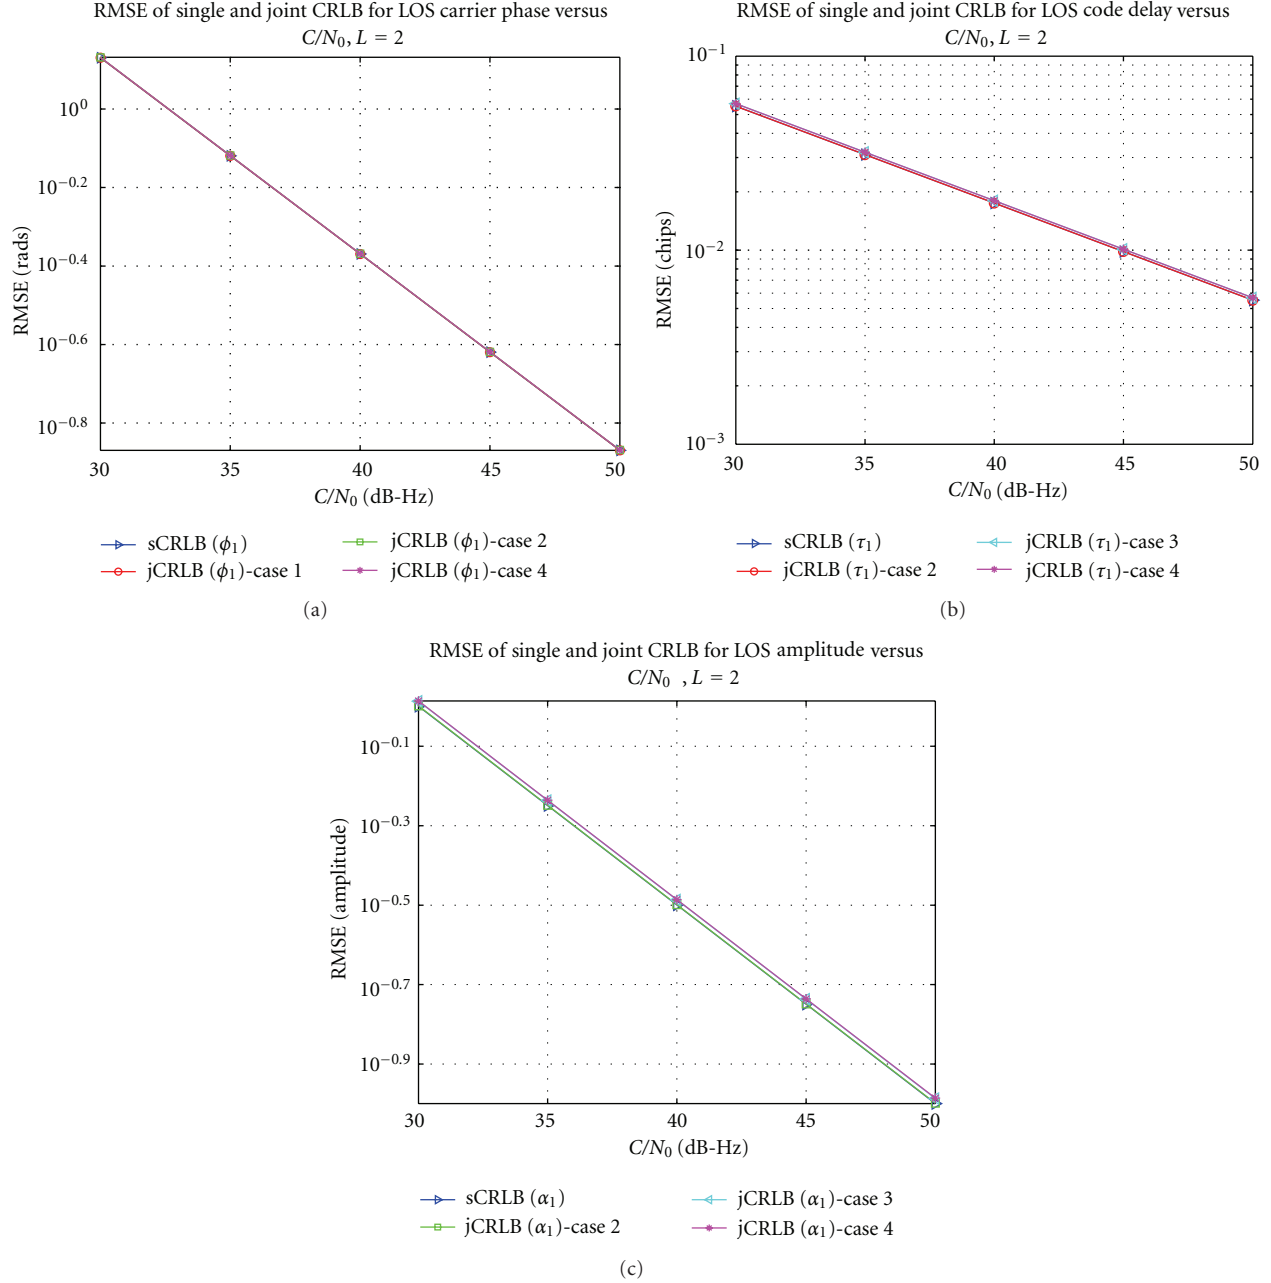 RMSE of single and joint CRLB for LOS carrier phase versus
C/N₀, L = 2
10⁰
10⁻⁰·²
10⁻⁰·⁴
10⁻⁰·⁶
10⁻⁰·⁸
RMSE (rads)
30 35 40 45 50
C/N₀ (dB-Hz)
sCRLB (ϕ₁)
jCRLB (ϕ₁)-case 1
jCRLB (ϕ₁)-case 2
jCRLB (ϕ₁)-case 4
(a)
RMSE of single and joint CRLB for LOS code delay versus
C/N₀, L = 2
10⁻¹
10⁻²
10⁻³
RMSE (chips)
30 35 40 45 50
C/N₀ (dB-Hz)
sCRLB (τ₁)
jCRLB (τ₁)-case 2
jCRLB (τ₁)-case 3
jCRLB (τ₁)-case 4
(b)
RMSE of single and joint CRLB for LOS amplitude versus
C/N₀ , L = 2
10⁻⁰·¹
10⁻⁰·³
10⁻⁰·⁵
10⁻⁰·⁷
10⁻⁰·⁹
RMSE (amplitude)
30 35 40 45 50
C/N₀ (dB-Hz)
sCRLB (α₁)
jCRLB (α₁)-case 2
jCRLB (α₁)-case 3
jCRLB (α₁)-case 4
(c)